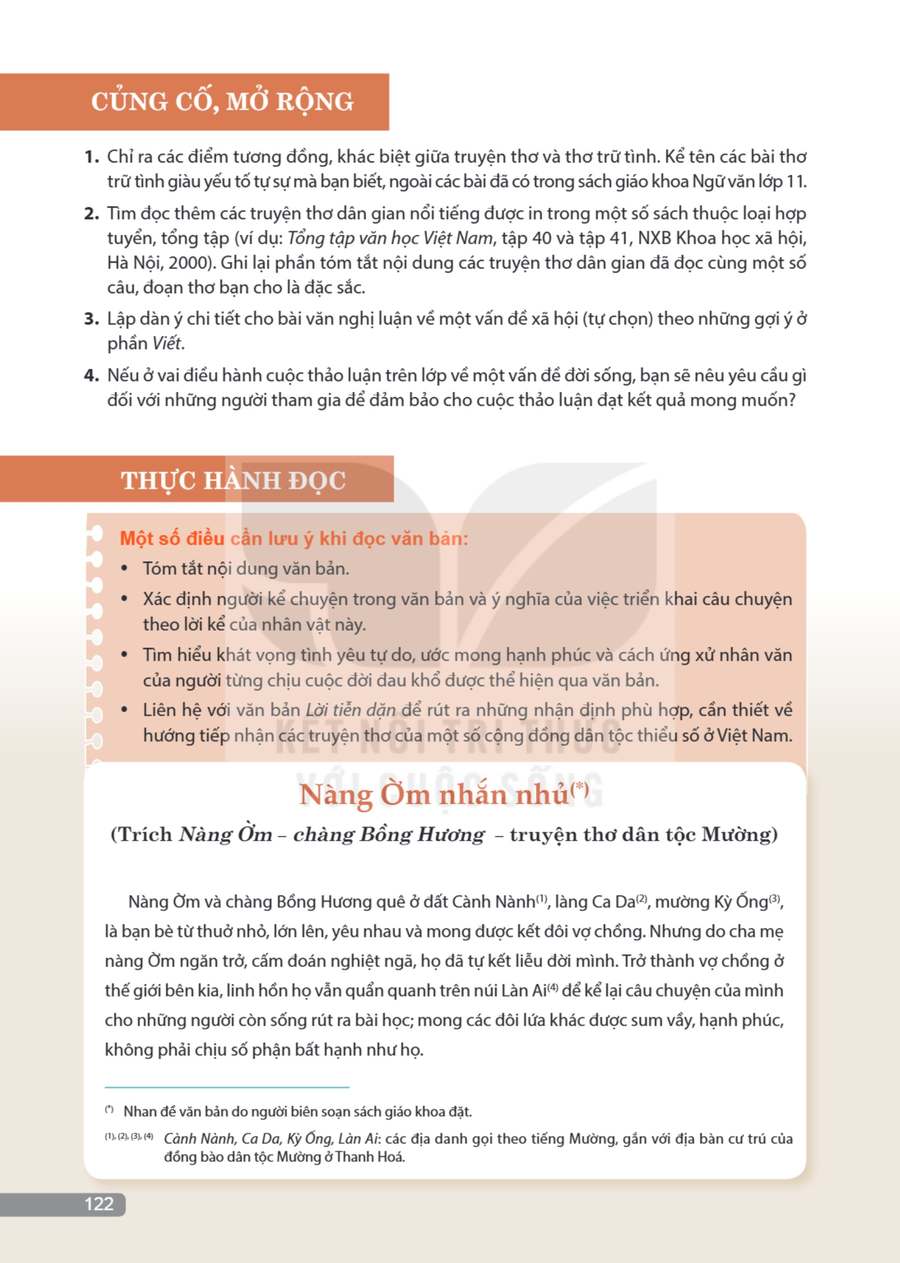 CỦNG CỐ, MỞ RỘNG
1. Chỉ ra các điểm tương đồng, khác biệt giữa truyện thơ và thơ trữ tình. Kể tên các bài thơ
trữ tình giàu yếu tố tự sự mà bạn biết, ngoài các bài đã có trong sách giáo khoa Ngữ văn lớp 11.
2. Tìm đọc thêm các truyện thơ dân gian nổi tiếng được in trong một số sách thuộc loại hợp
tuyển, tổng tập (ví dụ: Tổng tập văn học Việt Nam, tập 40 và tập 41, NXB Khoa học xã hội,
Hà Nội, 2000). Ghi lại phần tóm tắt nội dung các truyện thơ dân gian đã đọc cùng một số
câu, đoạn thơ bạn cho là đặc sắc.
3. Lập dàn ý chi tiết cho bài văn nghị luận về một vấn đề xã hội (tự chọn) theo những gợi ý ở
phần Viết.
4. Nếu ở vai điều hành cuộc thảo luận trên lớp về một vấn đề đời sống, bạn sẽ nêu yêu cầu gì
đối với những người tham gia để đảm bảo cho cuộc thảo luận đạt kết quả mong muốn?
THỰC HÀNH ĐỌC
Một số điều cần lưu ý khi đọc văn bản:
• Tóm tắt nội dung văn bản.
• Xác định người kể chuyện trong văn bản và ý nghĩa của việc triển khai câu chuyện
theo lời kể của nhân vật này.
• Tìm hiểu khát vọng tình yêu tự do, ước mong hạnh phúc và cách ứng xử nhân văn
của người từng chịu cuộc đời đau khổ được thể hiện qua văn bản.
• Liên hệ với văn bản Lời tiễn dặn để rút ra những nhận định phù hợp, cần thiết về
hướng tiếp nhận các truyện thơ của một số cộng đồng dân tộc thiểu số ở Việt Nam.
KẾT NỐI TRI THỨC
VỚI CUỘC SỐNG
Nàng Ờm nhắn nhủ(*)
(Trích Nàng Ờm – chàng Bồng Hương – truyện thơ dân tộc Mường)
Nàng Ờm và chàng Bồng Hương quê ở đất Cành Nành(1), làng Ca Da(2), mường Kỳ Ống(3),
là bạn bè từ thuở nhỏ, lớn lên, yêu nhau và mong được kết đôi vợ chồng. Nhưng do cha mẹ
nàng Ờm ngăn trở, cấm đoán nghiệt ngã, họ đã tự kết liễu đời mình. Trở thành vợ chồng ở
thế giới bên kia, linh hồn họ vẫn quẩn quanh trên núi Làn Ai(4) để kể lại câu chuyện của mình
cho những người còn sống rút ra bài học; mong các đôi lứa khác được sum vầy, hạnh phúc,
không phải chịu số phận bất hạnh như họ.
(*) Nhan đề văn bản do người biên soạn sách giáo khoa đặt.
(1), (2), (3), (4) Cành Nành, Ca Da, Kỳ Ống, Làn Ai: các địa danh gọi theo tiếng Mường, gắn với địa bàn cư trú của
đồng bào dân tộc Mường ở Thanh Hoá.
122